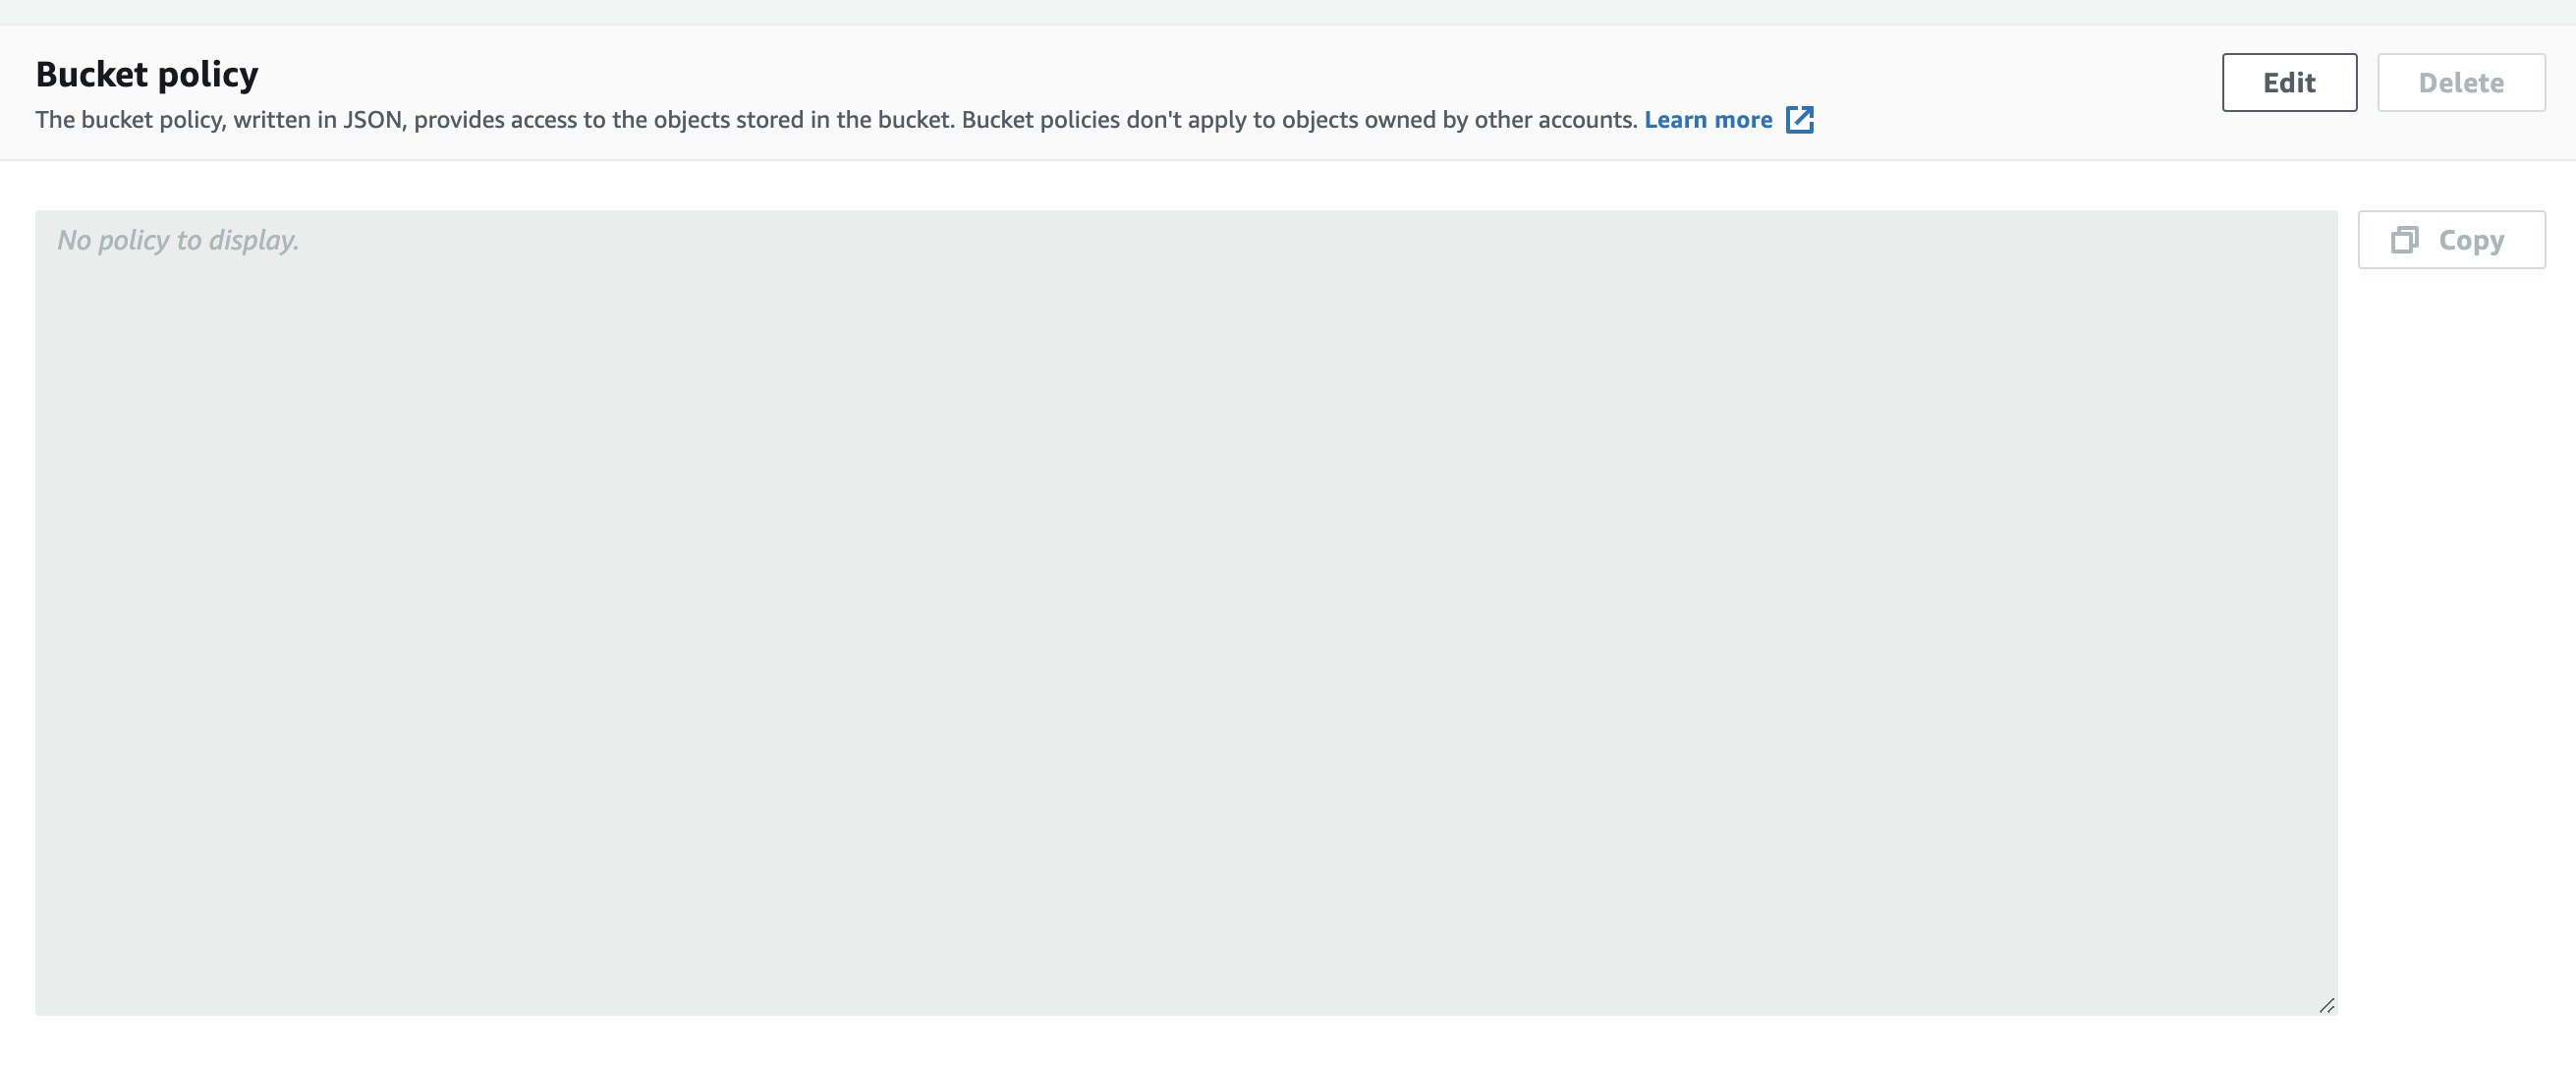 Bucket policy
Edit
Delete
The bucket policy, written in JSON, provides access to the objects stored in the bucket. Bucket policies don't apply to objects owned by other accounts. Learn more
No policy to display.
Copy